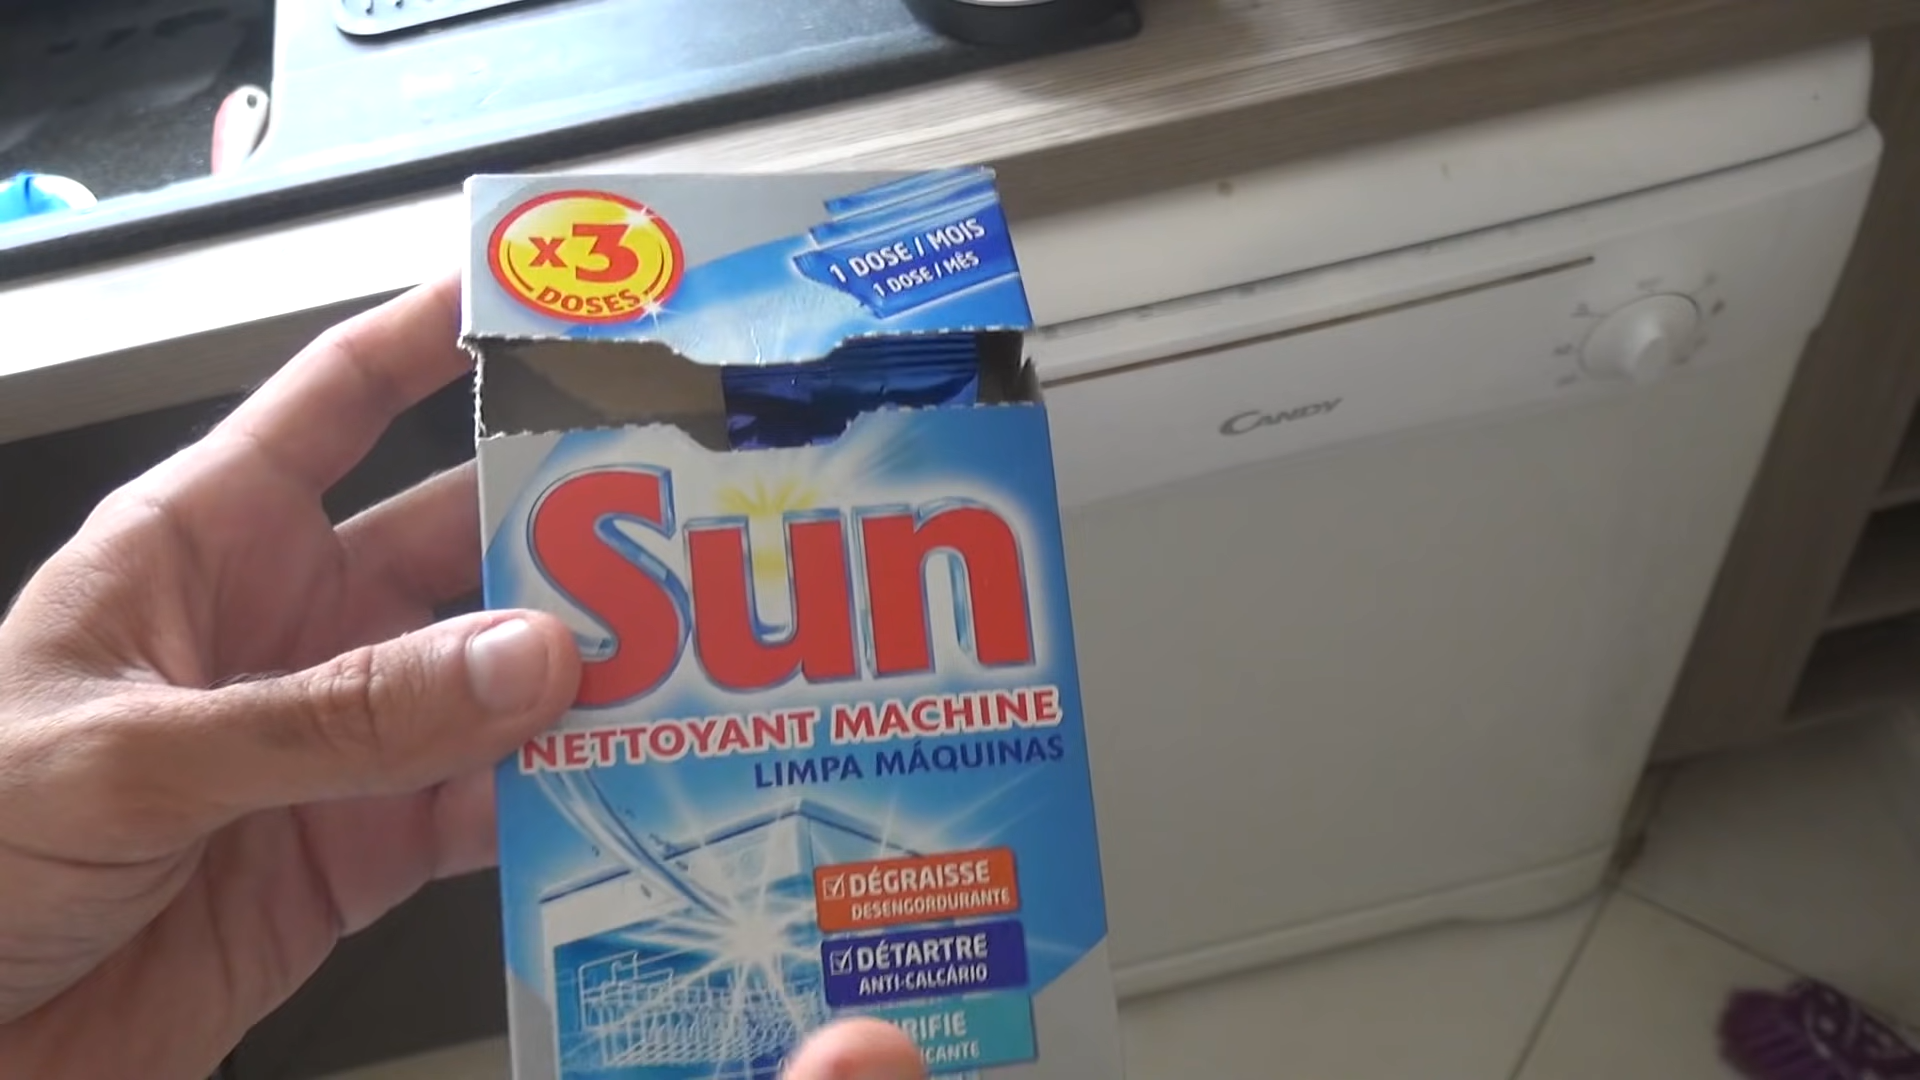 x3
DOSES
1 DOSE / MOIS
1 DOSE / MÊS
CANDY
Sun
NETTOYANT MACHINE
LIMPA MÁQUINAS
DÉGRAISSE
DESENGORDURANTE
DÉTARTRE
ANTI-CALCÁRIO